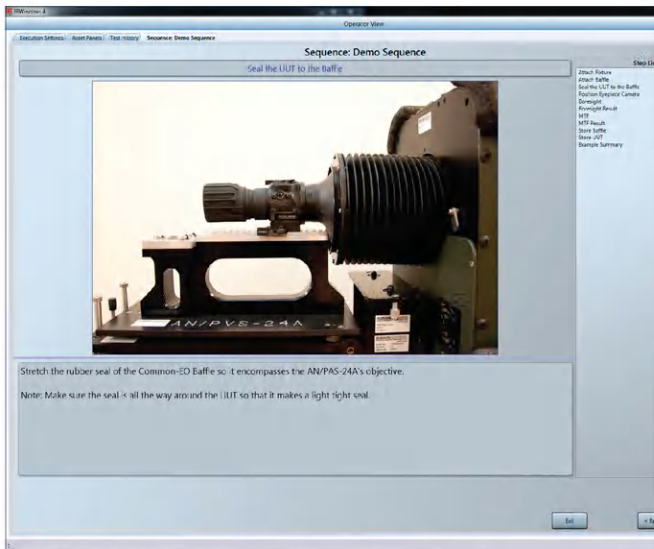 IRWindows 4
Operator View
Execution Settings
Asset Panels
Test History
Sequence: Demo Sequence
Sequence: Demo Sequence
Seal the UUT to the Baffle
Step Li
Attach Fixture
Attach Baffle
Seal the UUT to the Baffle
Position Eyepiece Camera
Boresight
Boresight Result
MTF
MTF Result
Store Baffle
Store UUT
Example Summary
AN/PVS-24A
Stretch the rubber seal of the Common-EO Baffle so it encompasses the AN/PAS-24A's objective.
Note: Make sure the seal is all the way around the UUT so that it makes a light tight seal.
Exit